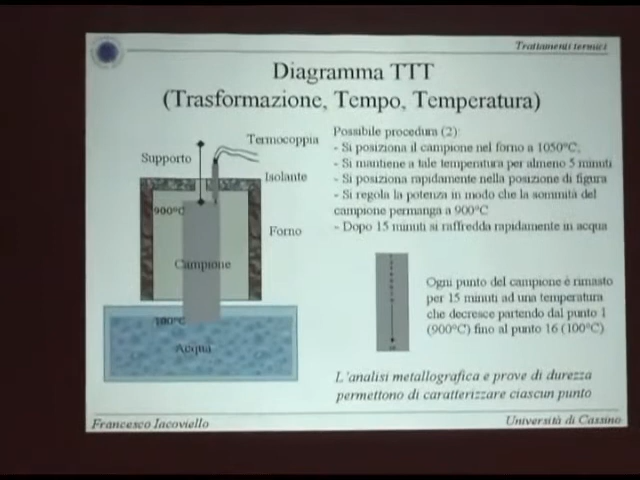 Trattamenti termici
Diagramma TTT
(Trasformazione, Tempo, Temperatura)
Termocoppia
Supporto
Isolante
900°C
Forno
Campione
100°C
Acqua
Possibile procedura (2):
- Si posiziona il campione nel forno a 1050°C;
- Si mantiene a tale temperatura per almeno 5 minuti
- Si posiziona rapidamente nella posizione di figura
- Si regola la potenza in modo che la sommità del
campione permanga a 900°C
- Dopo 15 minuti si raffredda rapidamente in acqua
Ogni punto del campione è rimasto
per 15 minuti ad una temperatura
che decresce partendo dal punto 1
(900°C) fino al punto 16 (100°C)
L'analisi metallografica e prove di durezza
permettono di caratterizzare ciascun punto
Francesco Iacoviello
Università di Cassino